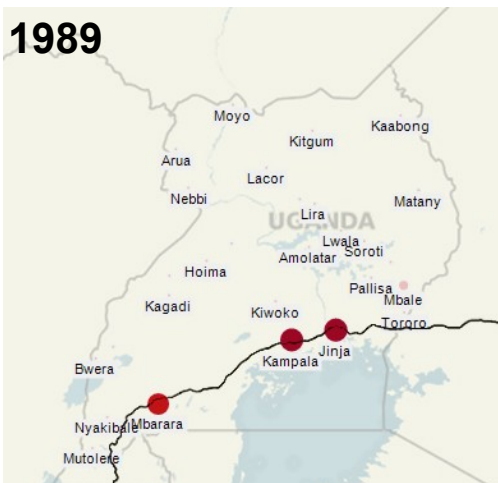 1989
Moyo
Kaabong
Kitgum
Arua
Lacor
Nebbi
Matany
Lira
UGANDA
Lwala
Soroti
Amolatar
Hoima
Pallisa
Mbale
Kagadi
Kiwoko
Tororo
Jinja
Kampala
Bwera
Nyakibale
Mbarara
Mutolere